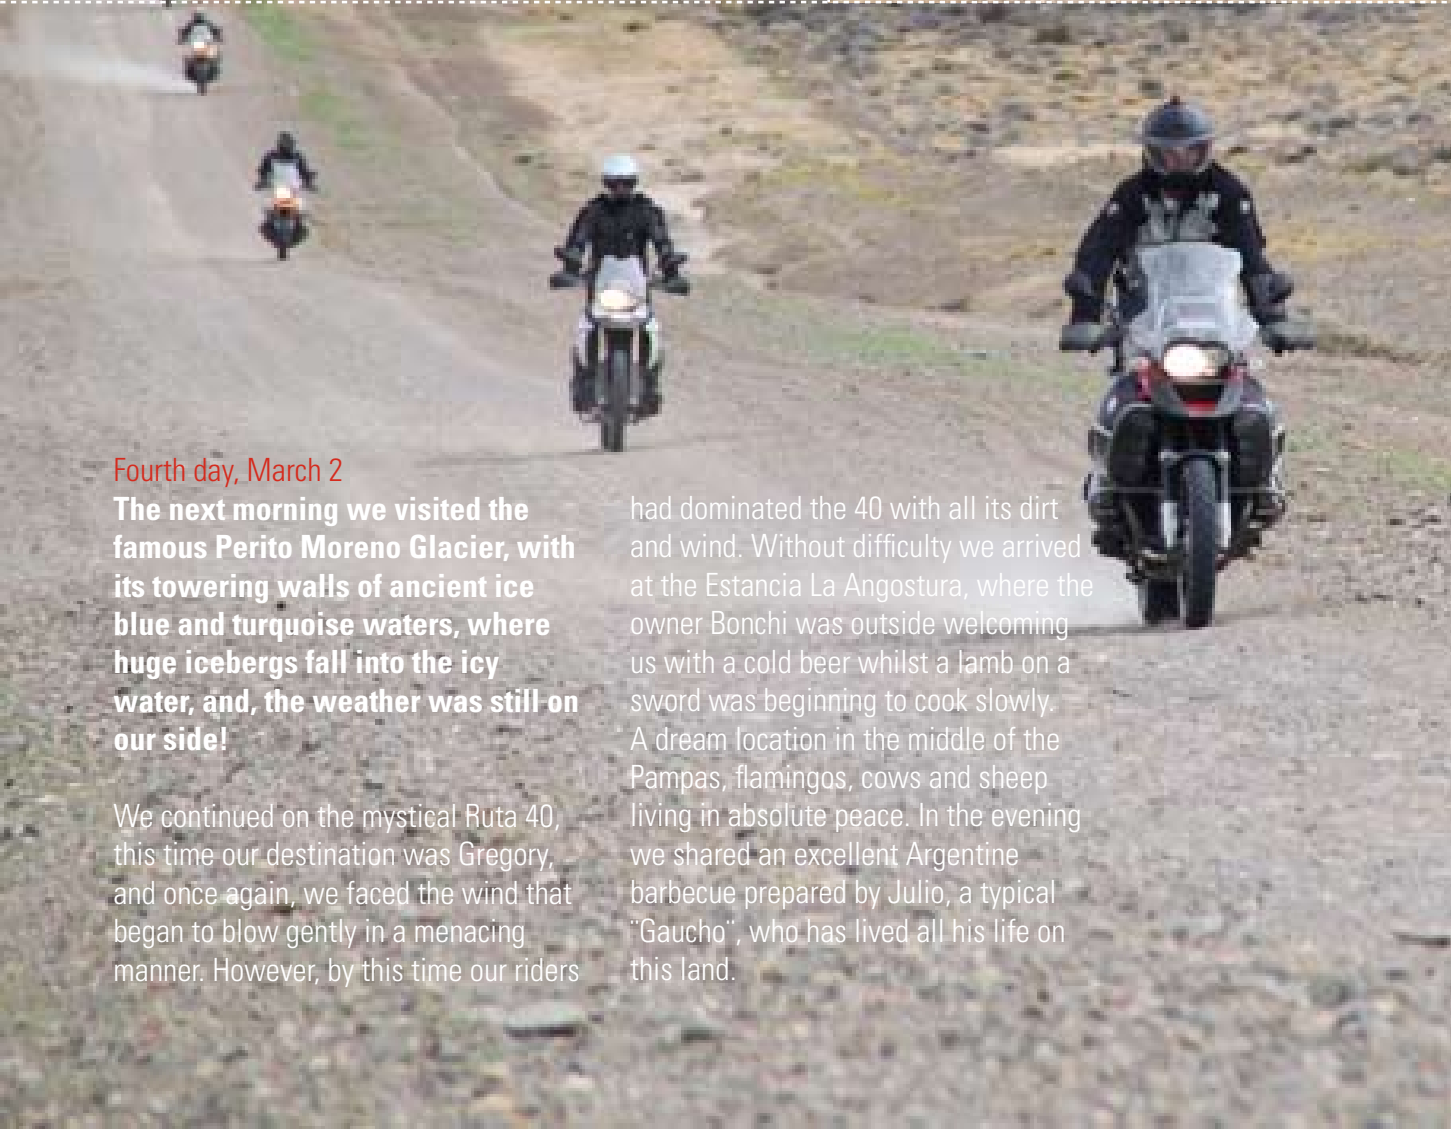 Fourth day, March 2
The next morning we visited the
famous Perito Moreno Glacier, with
its towering walls of ancient ice
blue and turquoise waters, where
huge icebergs fall into the icy
water, and, the weather was still on
our side!
We continued on the mystical Ruta 40,
this time our destination was Gregory,
and once again, we faced the wind that
began to blow gently in a menacing
manner. However, by this time our riders
had dominated the 40 with all its dirt
and wind. Without difficulty we arrived
at the Estancia La Angostura, where the
owner Bonchi was outside welcoming
us with a cold beer whilst a lamb on a
sword was beginning to cook slowly.
A dream location in the middle of the
Pampas, flamingos, cows and sheep
living in absolute peace. In the evening
we shared an excellent Argentine
barbecue prepared by Julio, a typical
¨Gaucho¨, who has lived all his life on
this land.